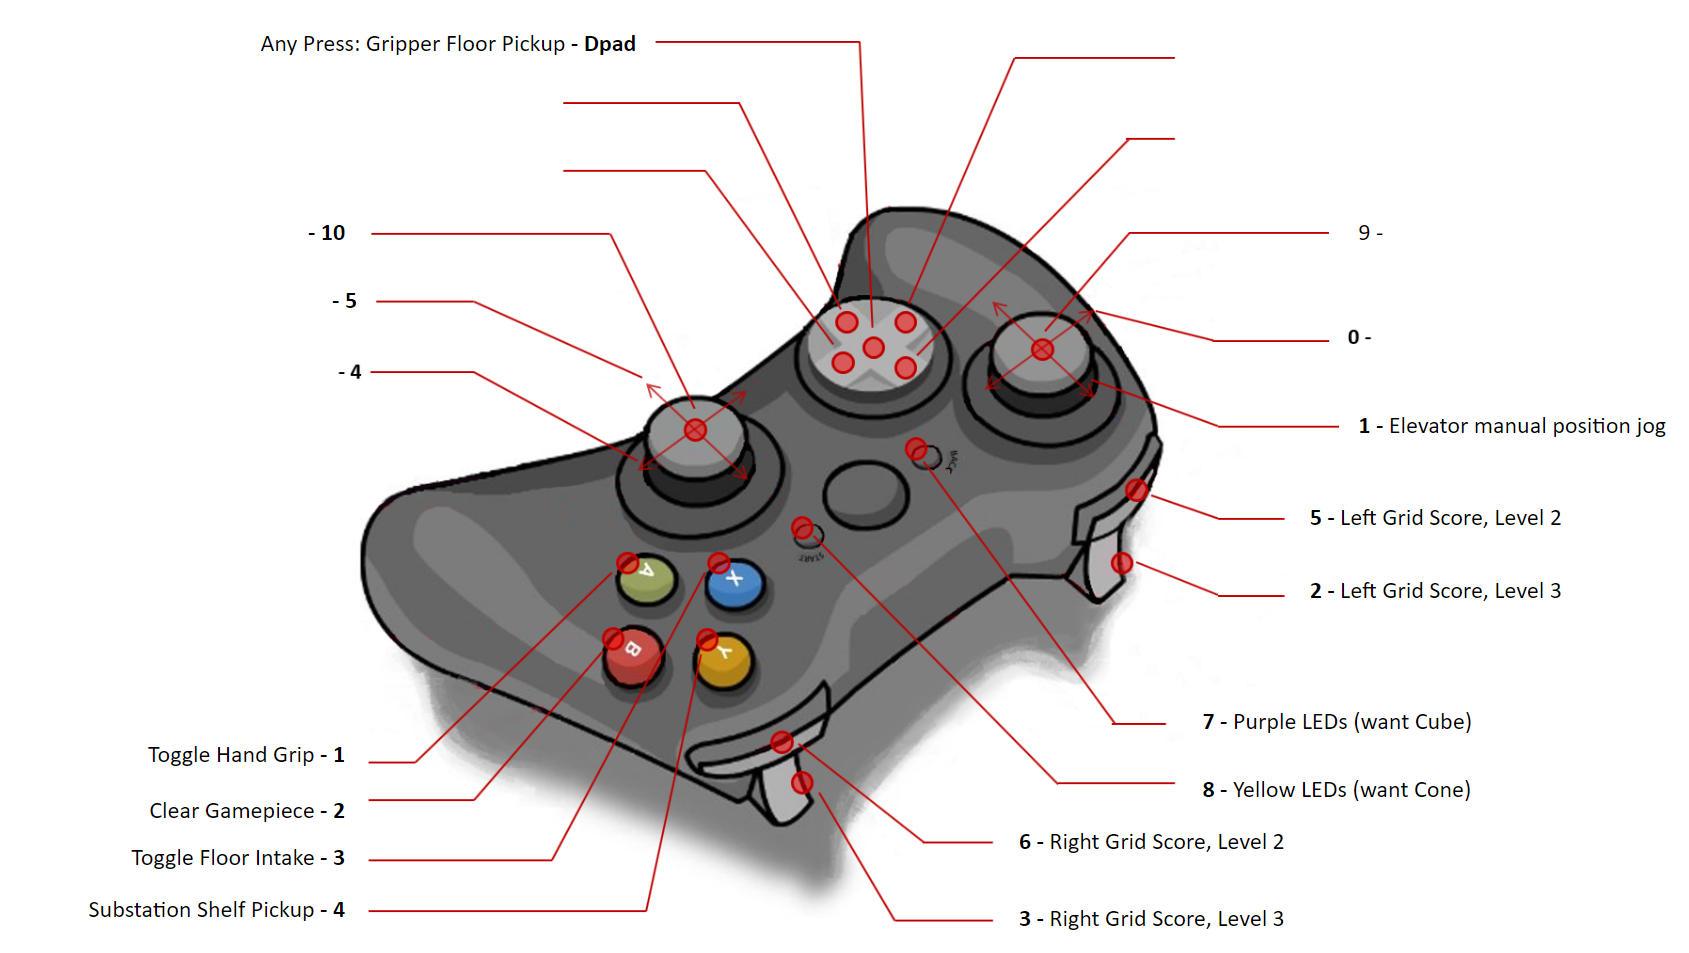 Any Press: Gripper Floor Pickup - Dpad
- 10
- 5
- 4
9 -
0 -
1 - Elevator manual position jog
5 - Left Grid Score, Level 2
2 - Left Grid Score, Level 3
BACK
START
A
X
B
Y
7 - Purple LEDs (want Cube)
8 - Yellow LEDs (want Cone)
6 - Right Grid Score, Level 2
3 - Right Grid Score, Level 3
Toggle Hand Grip - 1
Clear Gamepiece - 2
Toggle Floor Intake - 3
Substation Shelf Pickup - 4